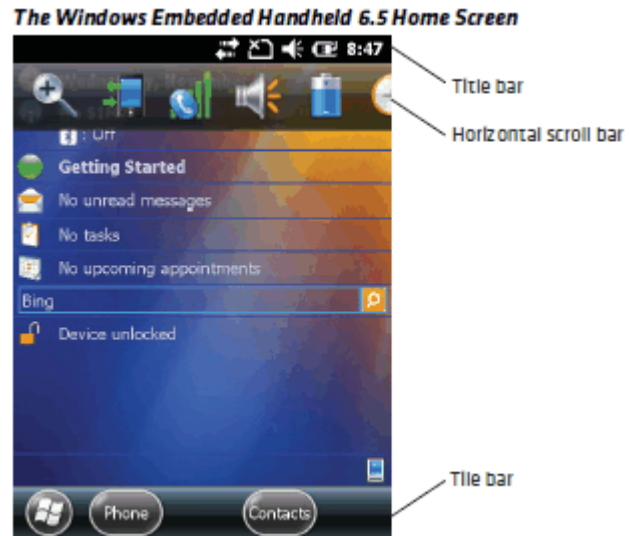 The Windows Embedded Handheld 6.5 Home Screen
8:47
Title bar
Horizontal scroll bar
: Off
Getting Started
No unread messages
No tasks
No upcoming appointments
Bing
Device unlocked
Tile bar
Phone
Contacts